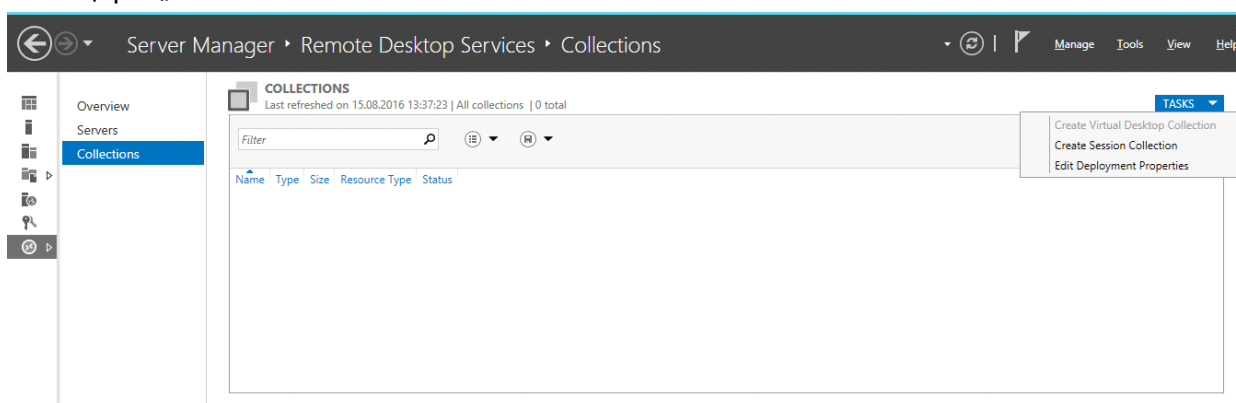 Server Manager ‣ Remote Desktop Services ‣ Collections
Manage Tools View Help
Overview
Servers
Collections
COLLECTIONS
Last refreshed on 15.08.2016 13:37:23 | All collections | 0 total
TASKS
Filter
Create Virtual Desktop Collection
Create Session Collection
Edit Deployment Properties
Name Type Size Resource Type Status